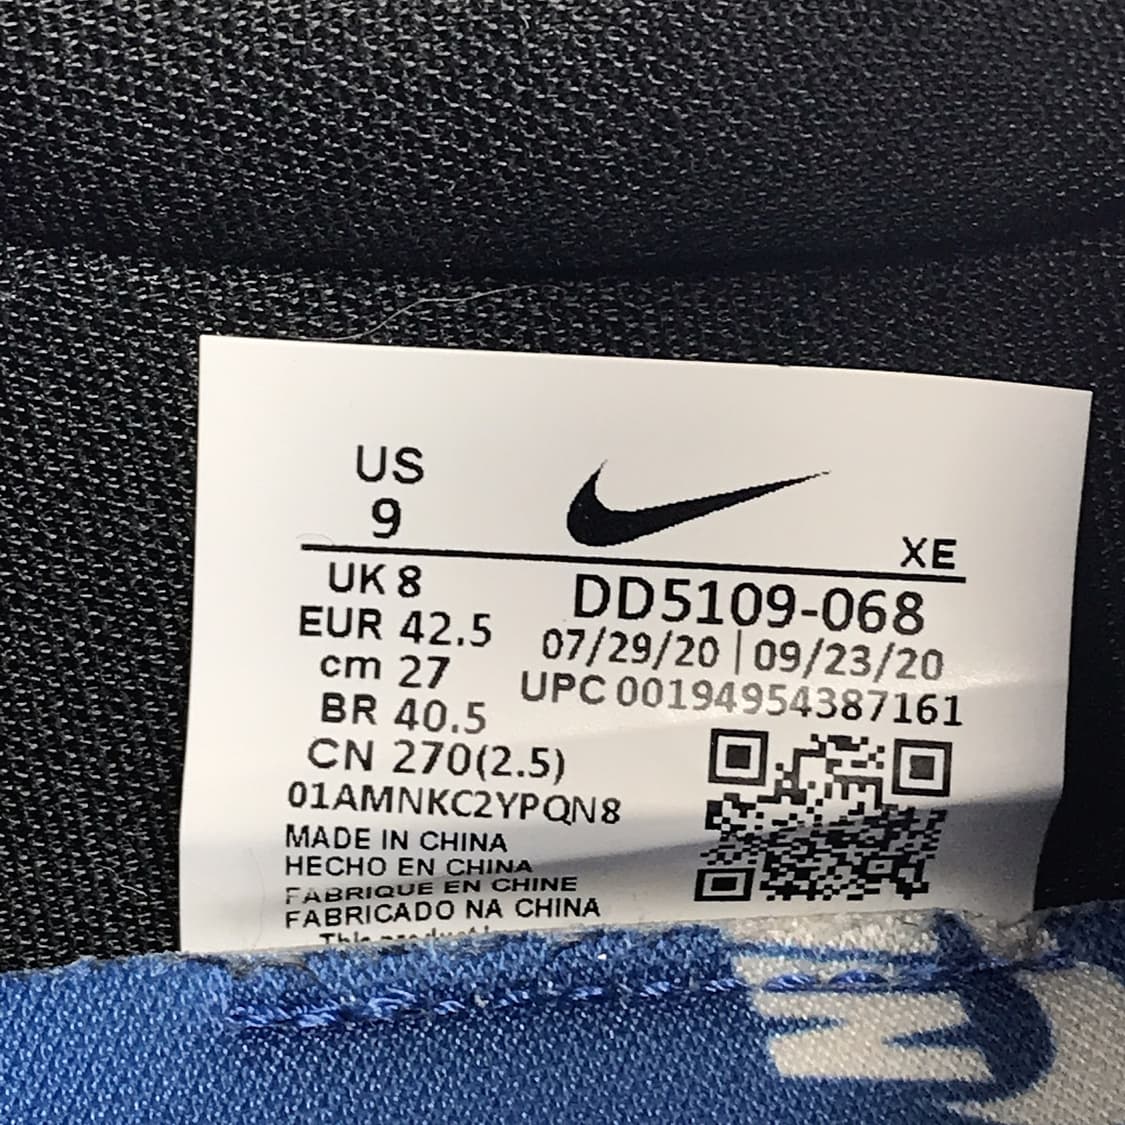 US
9
XE
UK 8
DD5109-068
EUR 42.5
07/29/20 | 09/23/20
cm 27
UPC 00194954387161
BR 40.5
CN 270(2.5)
01AMNKC2YPQN8
MADE IN CHINA
HECHO EN CHINA
FABRIQUE EN CHINE
FABRICADO NA CHINA
This product